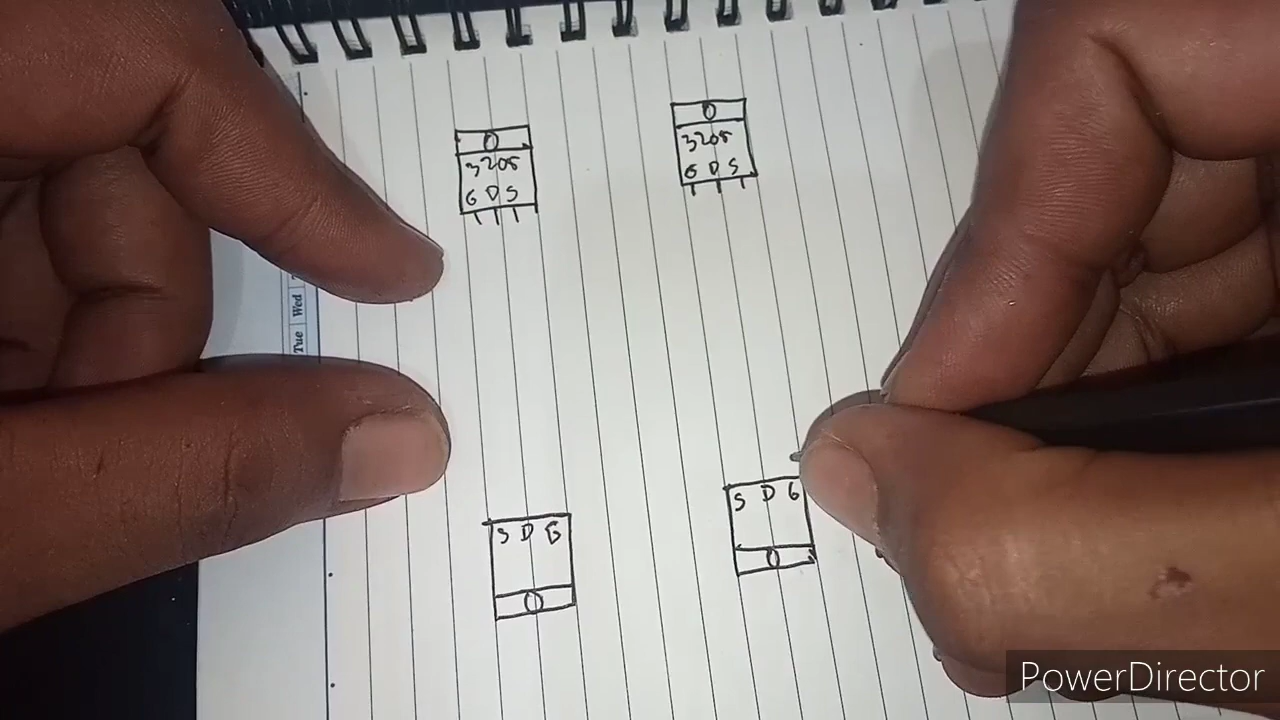 3205
G D S
3205
G D S
Tue Wed
S D G
S D G
PowerDirector